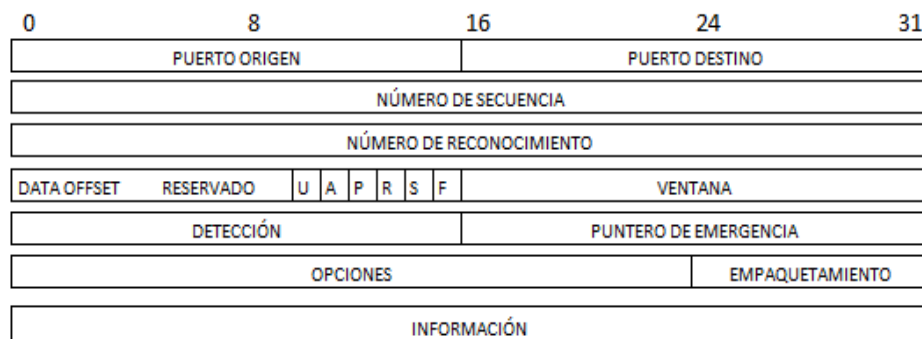 0 8 16 24 31
PUERTO ORIGEN PUERTO DESTINO
NÚMERO DE SECUENCIA
NÚMERO DE RECONOCIMIENTO
DATA OFFSET RESERVADO U A P R S F VENTANA
DETECCIÓN PUNTERO DE EMERGENCIA
OPCIONES EMPAQUETAMIENTO
INFORMACIÓN